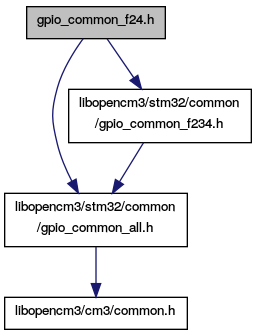 gpio_common_f24.h
libopencm3/stm32/common
/gpio_common_f234.h
libopencm3/stm32/common
/gpio_common_all.h
libopencm3/cm3/common.h